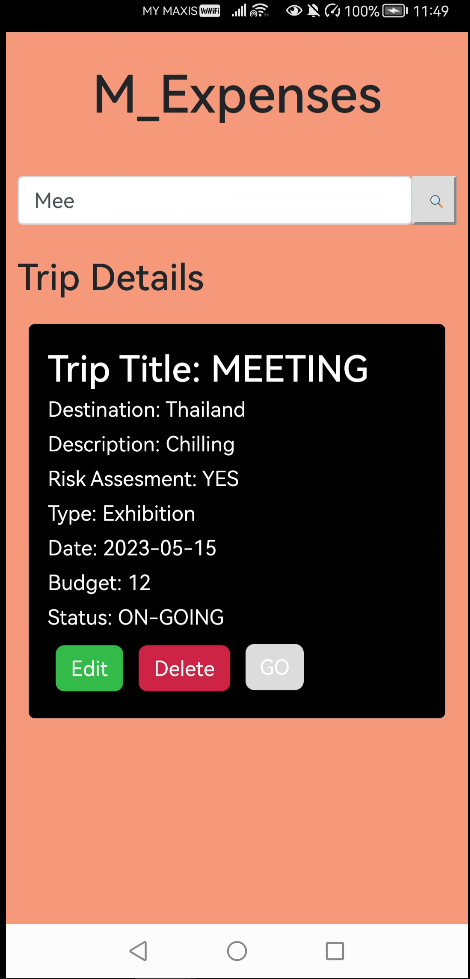 MY MAXIS VoWiFi 100% 11:49
M_Expenses
Mee
Trip Details
Trip Title: MEETING
Destination: Thailand
Description: Chilling
Risk Assesment: YES
Type: Exhibition
Date: 2023-05-15
Budget: 12
Status: ON-GOING
Edit Delete GO